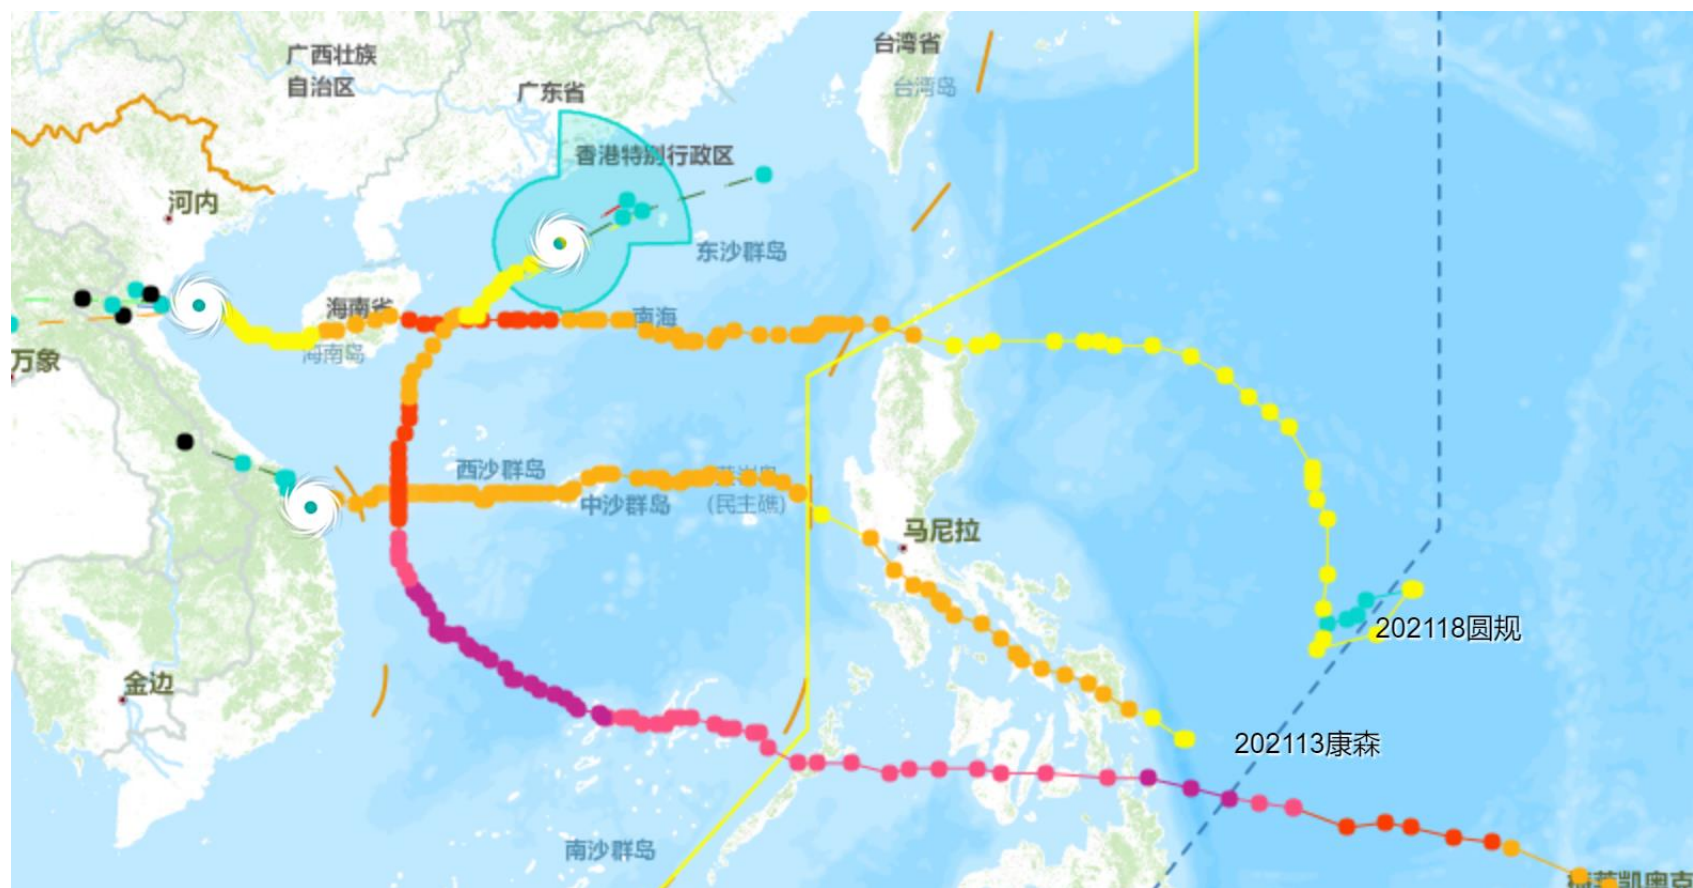 台湾省
广西壮族
自治区
台湾岛
广东省
香港特别行政区
河内
东沙群岛
海南省
南海
海南岛
万象
西沙群岛
中沙群岛
(民主礁)
马尼拉
202118圆规
金边
202113康森
南沙群岛